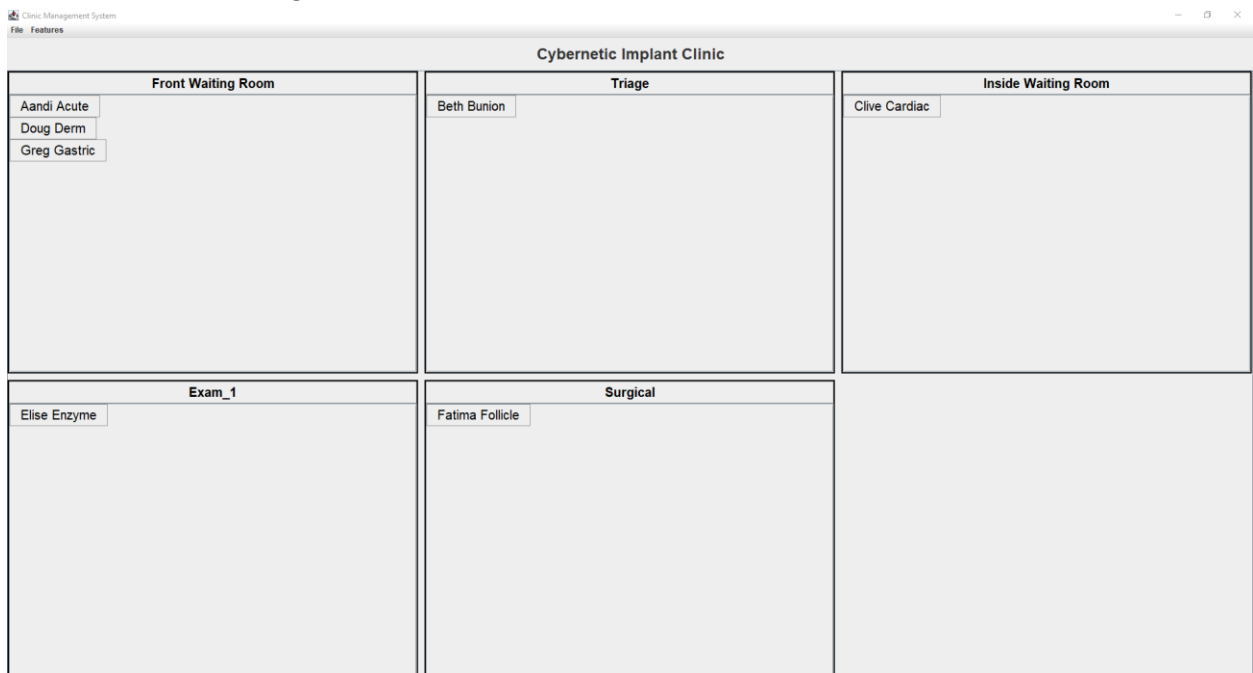 Clinic Management System
File Features
Cybernetic Implant Clinic
Front Waiting Room
Aandi Acute
Doug Derm
Greg Gastric
Triage
Beth Bunion
Inside Waiting Room
Clive Cardiac
Exam_1
Elise Enzyme
Surgical
Fatima Follicle